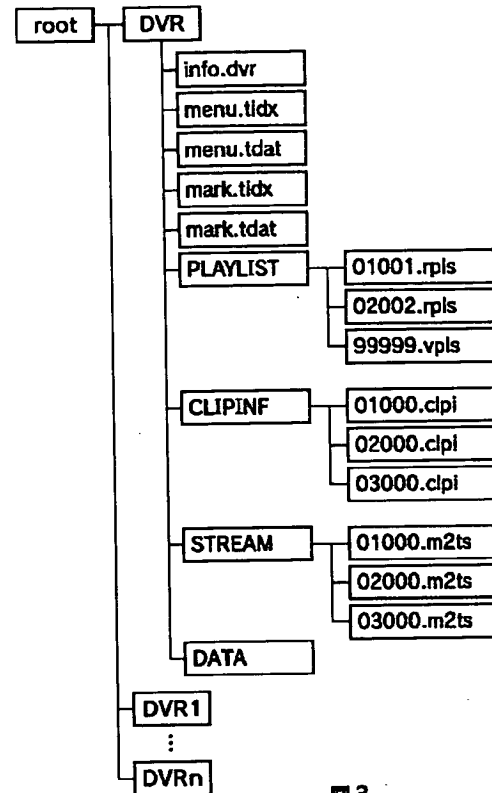 root
DVR
info.dvr
menu.tidx
menu.tdat
mark.tidx
mark.tdat
PLAYLIST
01001.rpls
02002.rpls
99999.vpls
CLIPINF
01000.clpi
02000.clpi
03000.clpi
STREAM
01000.m2ts
02000.m2ts
03000.m2ts
DATA
DVR1
⋮
DVRn